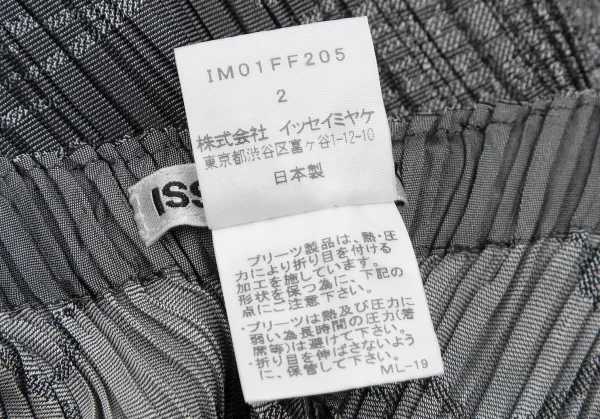 IM01FF205
2
株式会社 イッセイミヤケ
東京都渋谷区富ヶ谷1-12-10
日本製
ISS
・プリーツ製品は、熱・圧
力により折り目を付ける
加工を施しています。
形状を保つ為に、下記の
点にご注意下さい。
・プリーツは熱及び圧力に
弱い為長時間の圧力(着
席等)は避けて下さい。
折り目を伸ばさないよう
に、保管して下さい。
ML-19